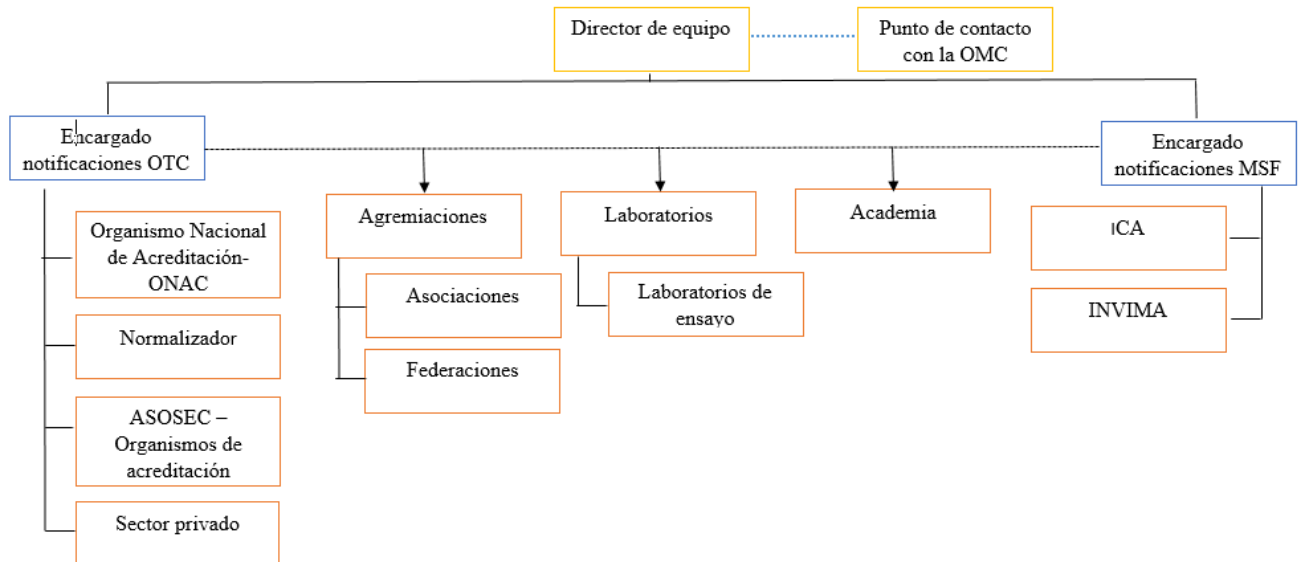 Director de equipo
Punto de contacto
con la OMC
Encargado
notificaciones OTC
Encargado
notificaciones MSF
Organismo Nacional
de Acreditación-
ONAC
Normalizador
ASOSEC –
Organismos de
acreditación
Sector privado
Agremiaciones
Asociaciones
Federaciones
Laboratorios
Laboratorios de
ensayo
Academia
ICA
INVIMA